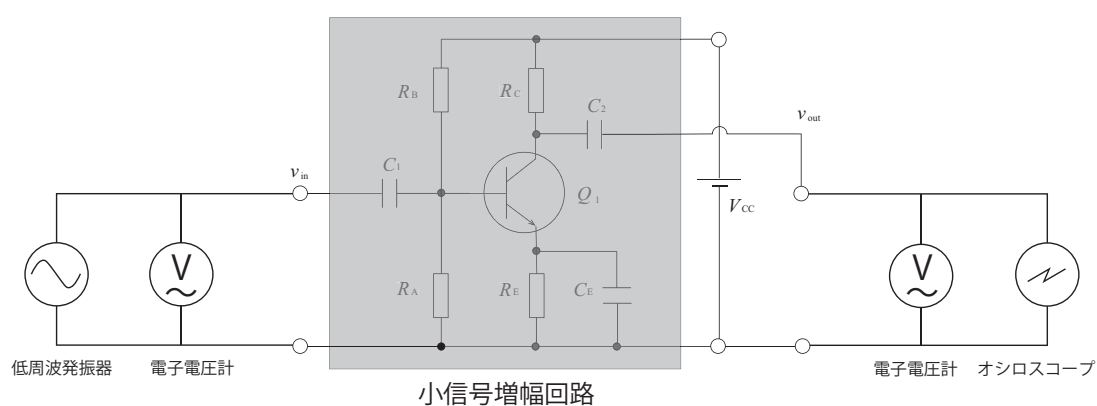 RB
RC
C2
vout
vin
C1
Q1
VCC
V
V
RA
RE
CE
低周波発振器
電子電圧計
電子電圧計
オシロスコープ
小信号増幅回路